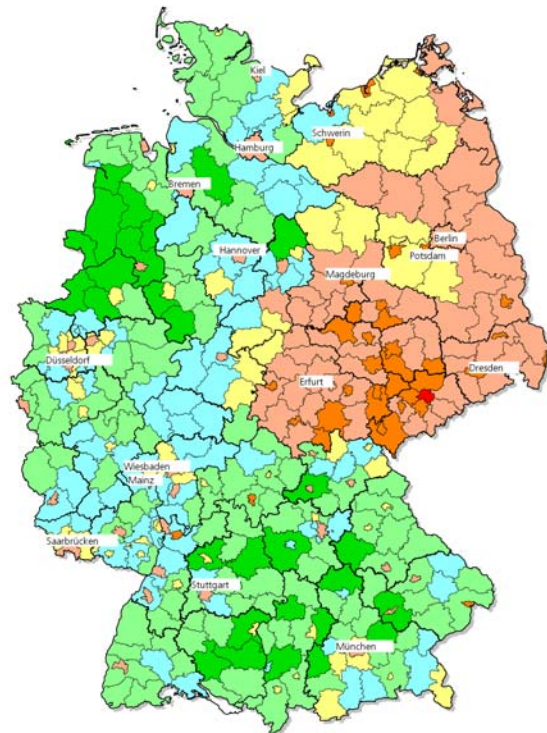 Kiel
Schwerin
Hamburg
Bremen
Berlin
Hannover
Potsdam
Magdeburg
Düsseldorf
Dresden
Erfurt
Wiesbaden
Mainz
Saarbrücken
Stuttgart
München